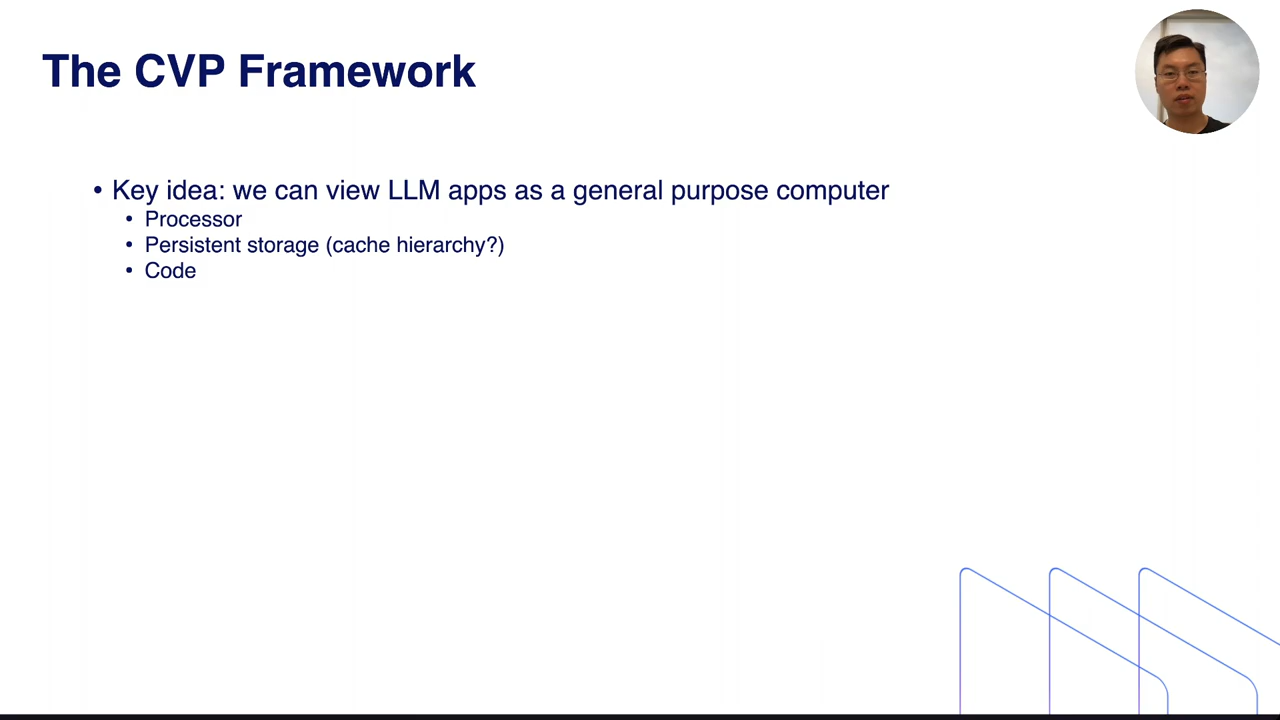 The CVP Framework
• Key idea: we can view LLM apps as a general purpose computer
• Processor
• Persistent storage (cache hierarchy?)
• Code